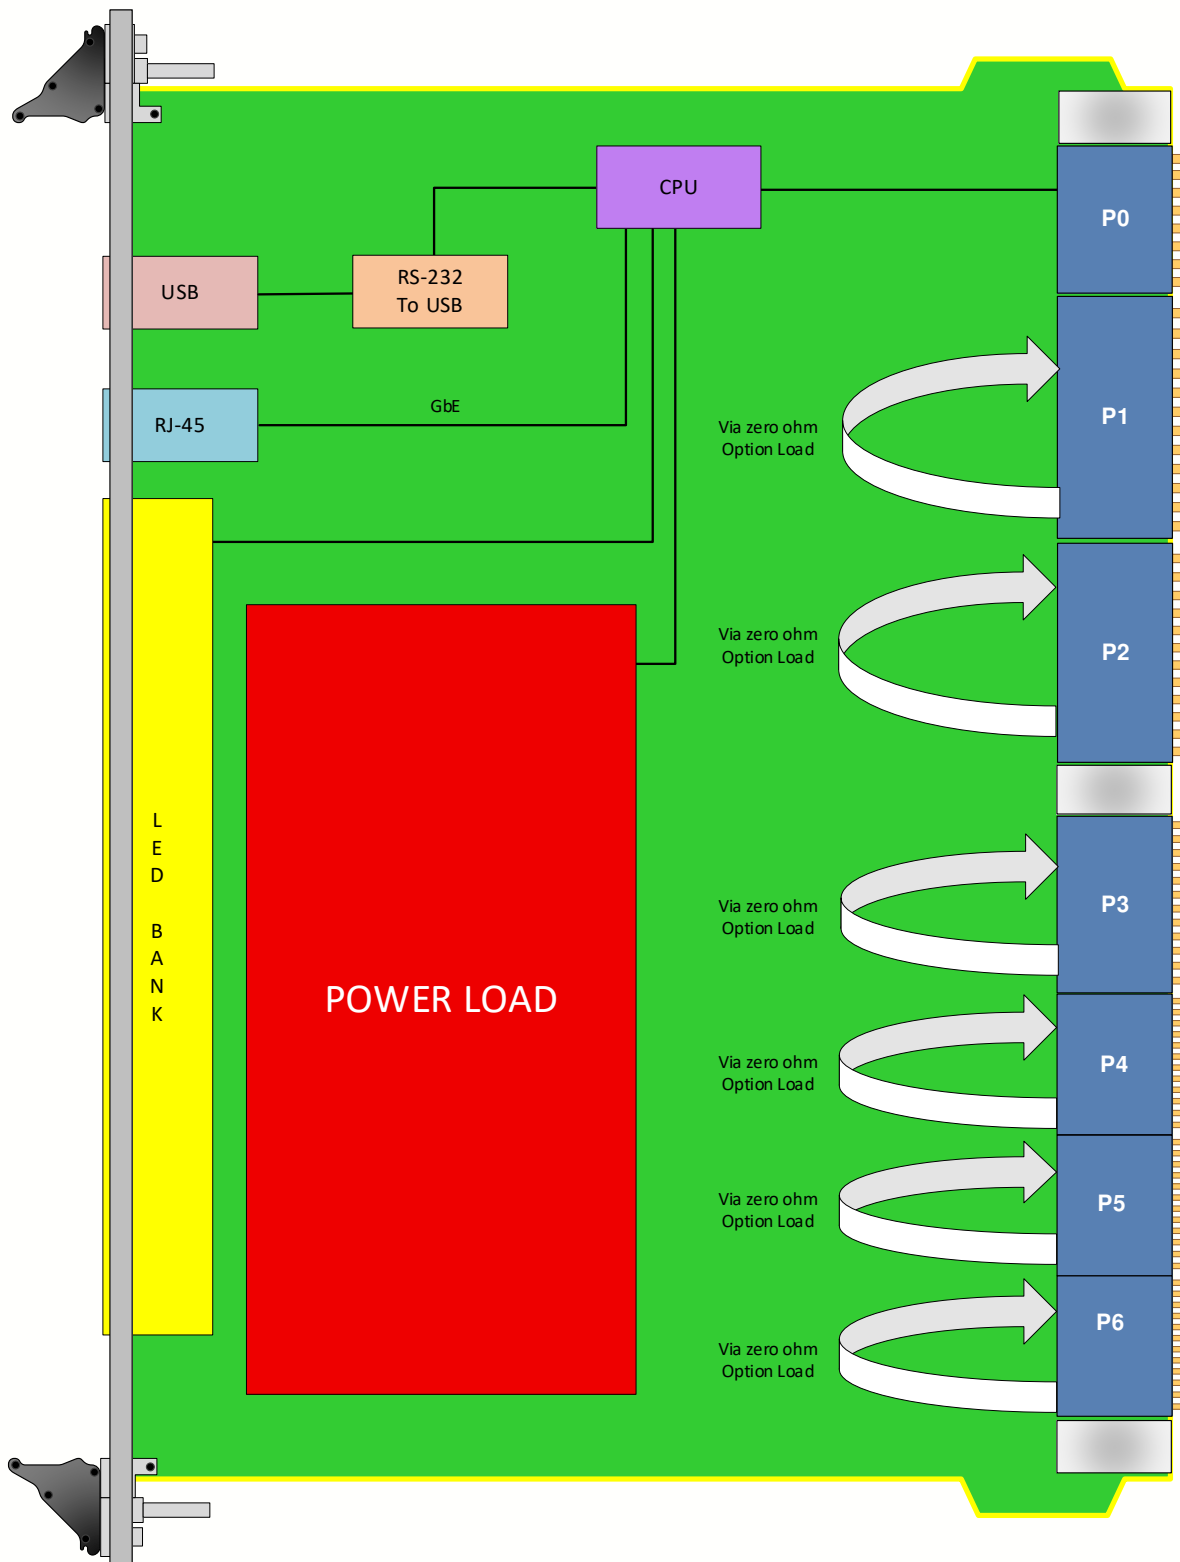 CPU
P0
RS-232
To USB
USB
GbE
RJ-45
P1
Via zero ohm
Option Load
P2
Via zero ohm
Option Load
L
E
D
B
A
N
K
P3
Via zero ohm
Option Load
POWER LOAD
P4
Via zero ohm
Option Load
P5
Via zero ohm
Option Load
P6
Via zero ohm
Option Load